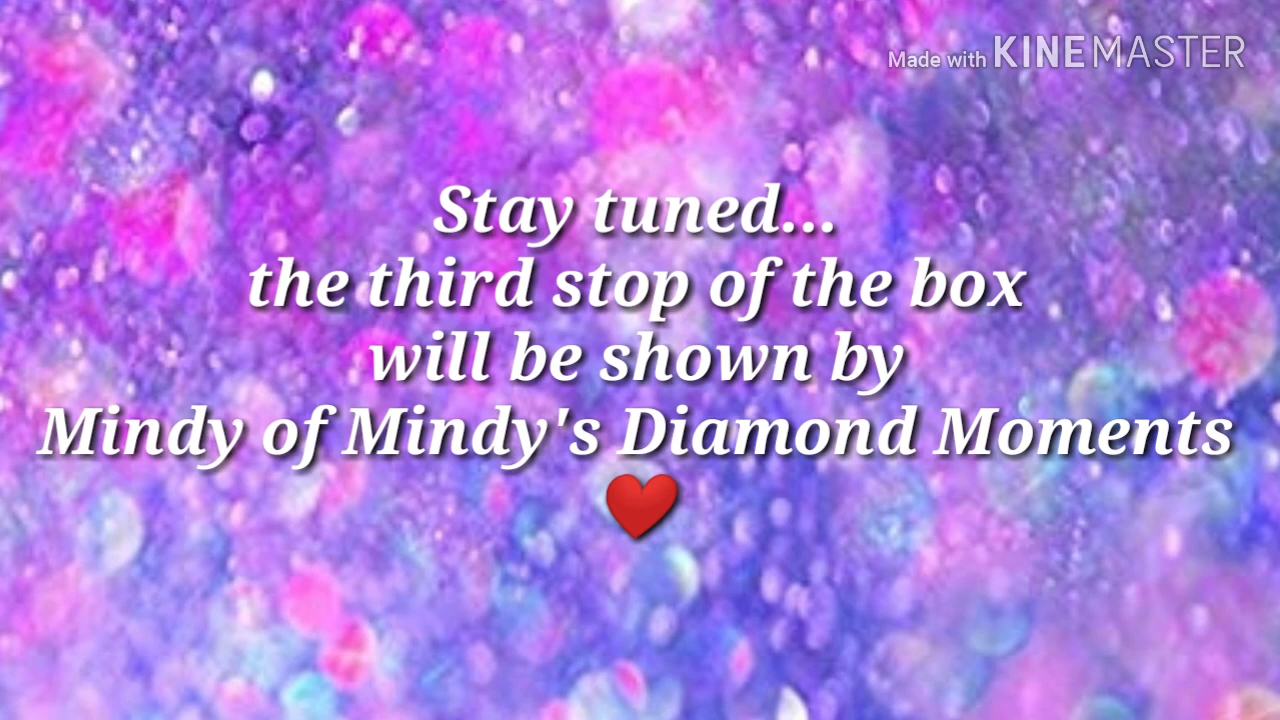 Made with KINEMASTER
Stay tuned...
the third stop of the box
will be shown by
Mindy of Mindy's Diamond Moments
❤️